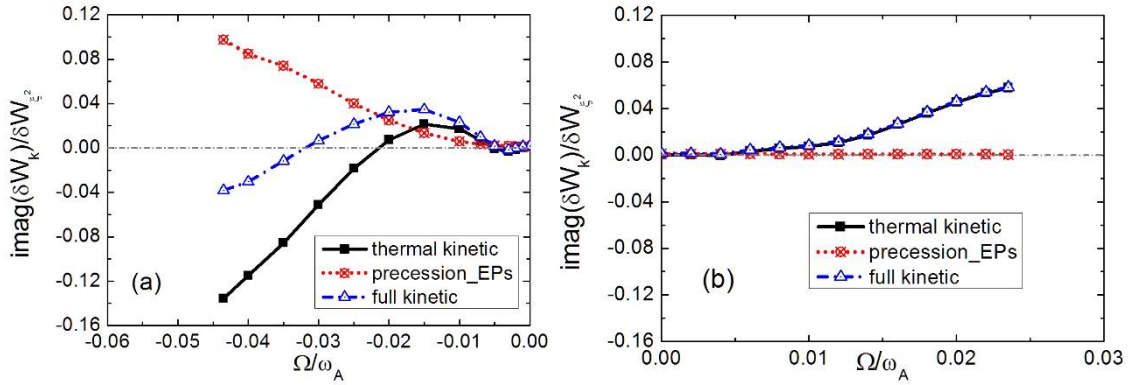 0.12
0.08
0.04
0.00
-0.04
-0.08
-0.12
-0.16
imag(δW_k)/δW_ξ²
(a)
thermal kinetic
precession_EPs
full kinetic
-0.06 -0.05 -0.04 -0.03 -0.02 -0.01 0.00
Ω/ω_A
0.12
0.08
0.04
0.00
-0.04
-0.08
-0.12
-0.16
imag(δW_k)/δW_ξ²
(b)
thermal kinetic
precession_EPs
full kinetic
0.00 0.01 0.02 0.03
Ω/ω_A